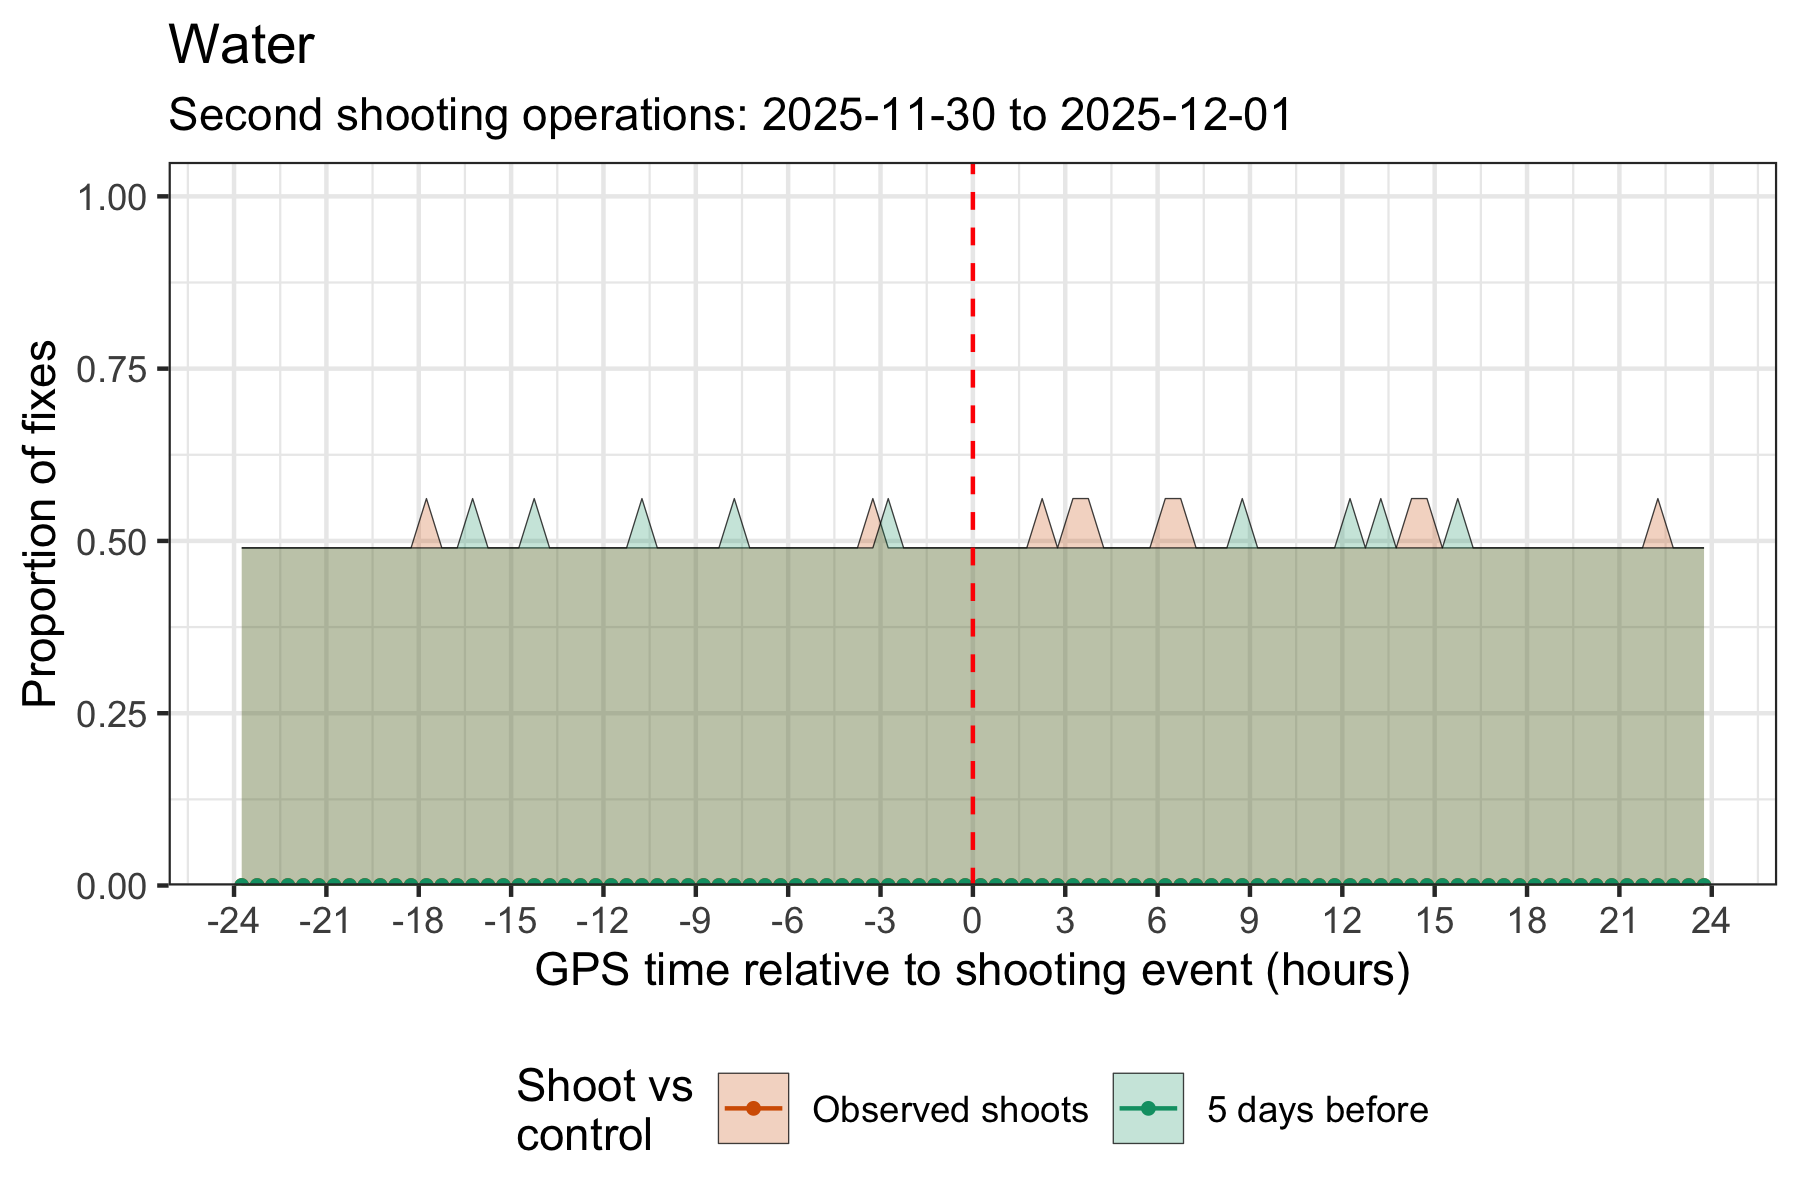 Water
Second shooting operations: 2025-11-30 to 2025-12-01
Proportion of fixes
1.00
0.75
0.50
0.25
0.00
-24 -21 -18 -15 -12 -9 -6 -3 0 3 6 9 12 15 18 21 24
GPS time relative to shooting event (hours)
Shoot vs
control
Observed shoots
5 days before